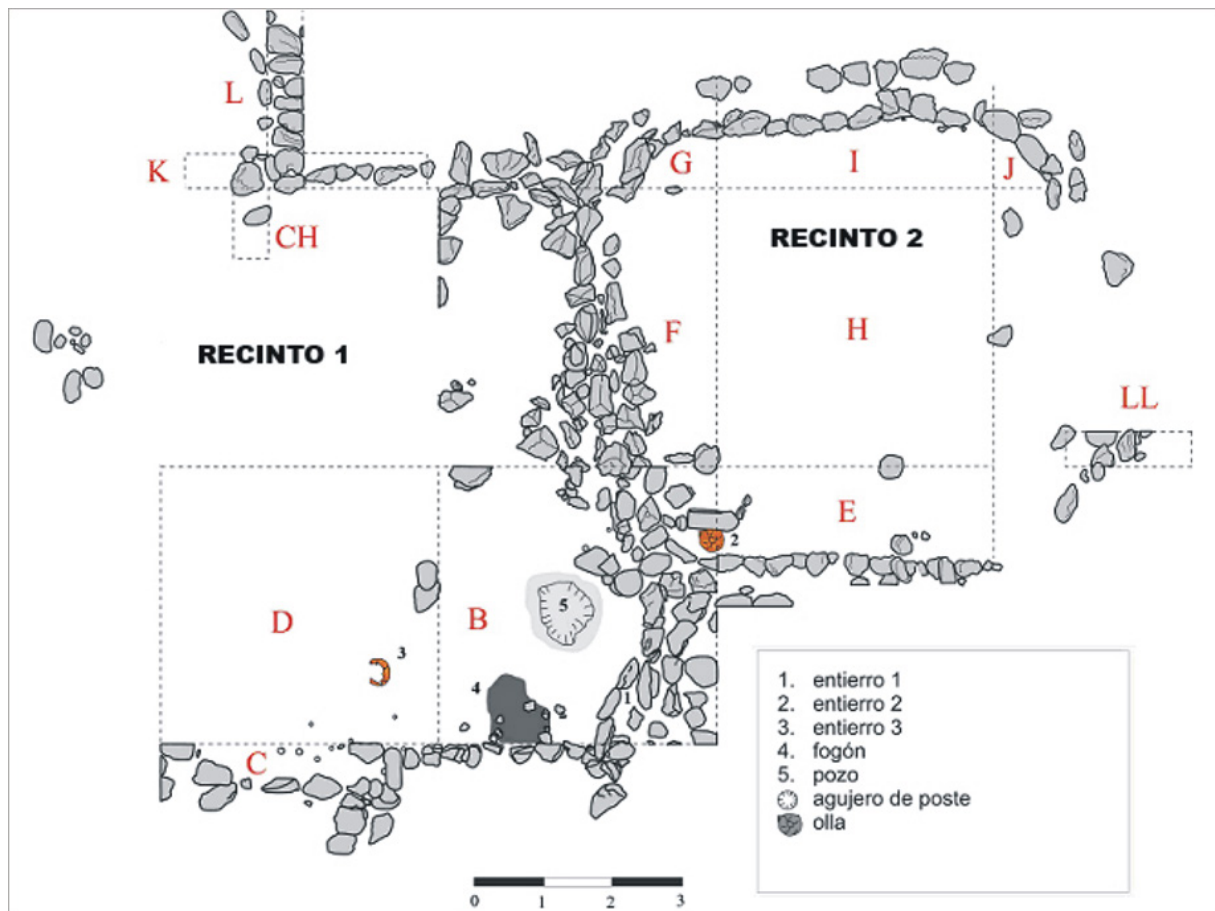 L
K
G
I
J
CH
RECINTO 2
F
H
RECINTO 1
LL
E
2
D
B
5
3
4
1
C
1. entierro 1
2. entierro 2
3. entierro 3
4. fogón
5. pozo
agujero de poste
olla
0 1 2 3